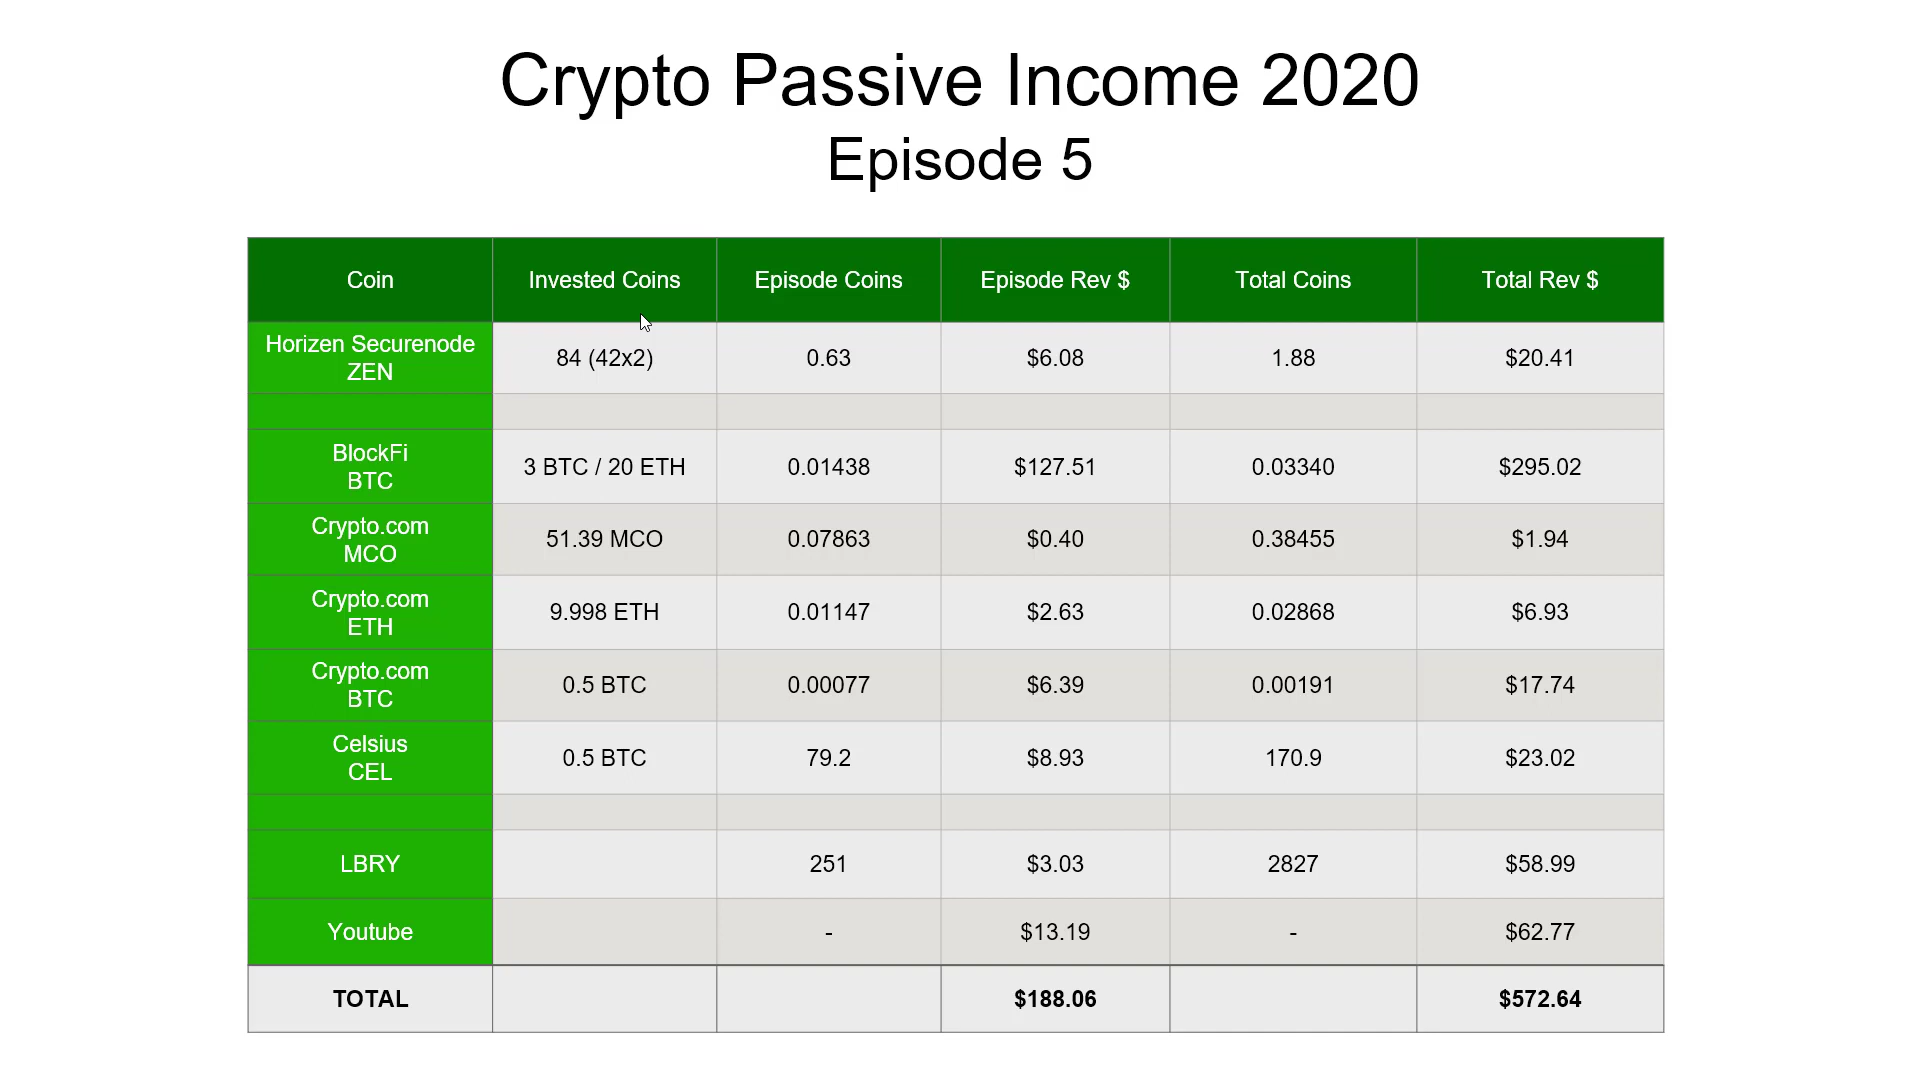 Crypto Passive Income 2020
Episode 5
Coin Invested Coins Episode Coins Episode Rev $ Total Coins Total Rev $
Horizen Securenode
ZEN 84 (42x2) 0.63 $6.08 1.88 $20.41
BlockFi
BTC 3 BTC / 20 ETH 0.01438 $127.51 0.03340 $295.02
Crypto.com
MCO 51.39 MCO 0.07863 $0.40 0.38455 $1.94
Crypto.com
ETH 9.998 ETH 0.01147 $2.63 0.02868 $6.93
Crypto.com
BTC 0.5 BTC 0.00077 $6.39 0.00191 $17.74
Celsius
CEL 0.5 BTC 79.2 $8.93 170.9 $23.02
LBRY 251 $3.03 2827 $58.99
Youtube - $13.19 - $62.77
TOTAL $188.06 $572.64